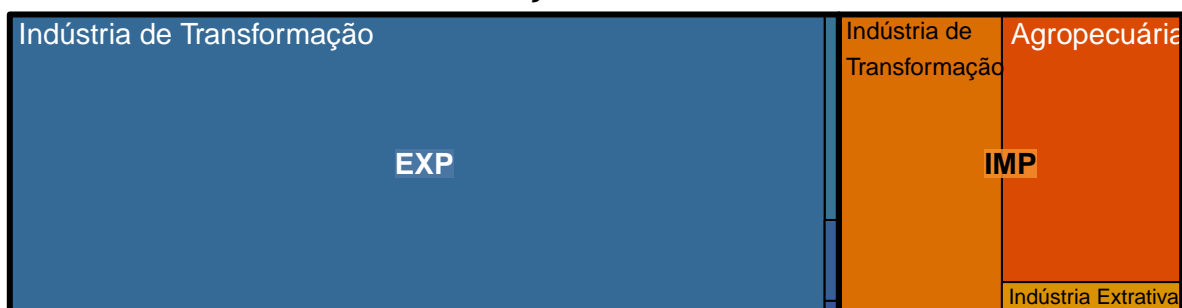 Indústria de Transformação
EXP
Indústria de
Transformação
Agropecuária
IMP
Indústria Extrativa